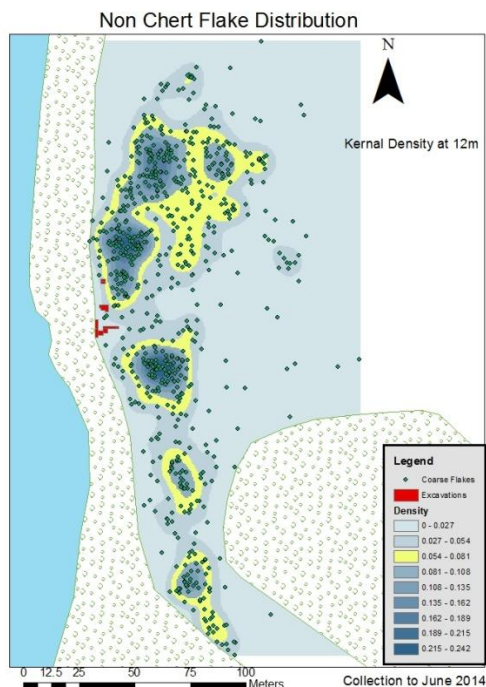 Non Chert Flake Distribution
N
Kernal Density at 12m
Legend
Coarse Flakes
Excavations
Density
0 - 0.027
0.027 - 0.054
0.054 - 0.081
0.081 - 0.108
0.108 - 0.135
0.135 - 0.162
0.162 - 0.189
0.189 - 0.215
0.215 - 0.242
0 12.5 25 50 75 100
Meters
Collection to June 2014